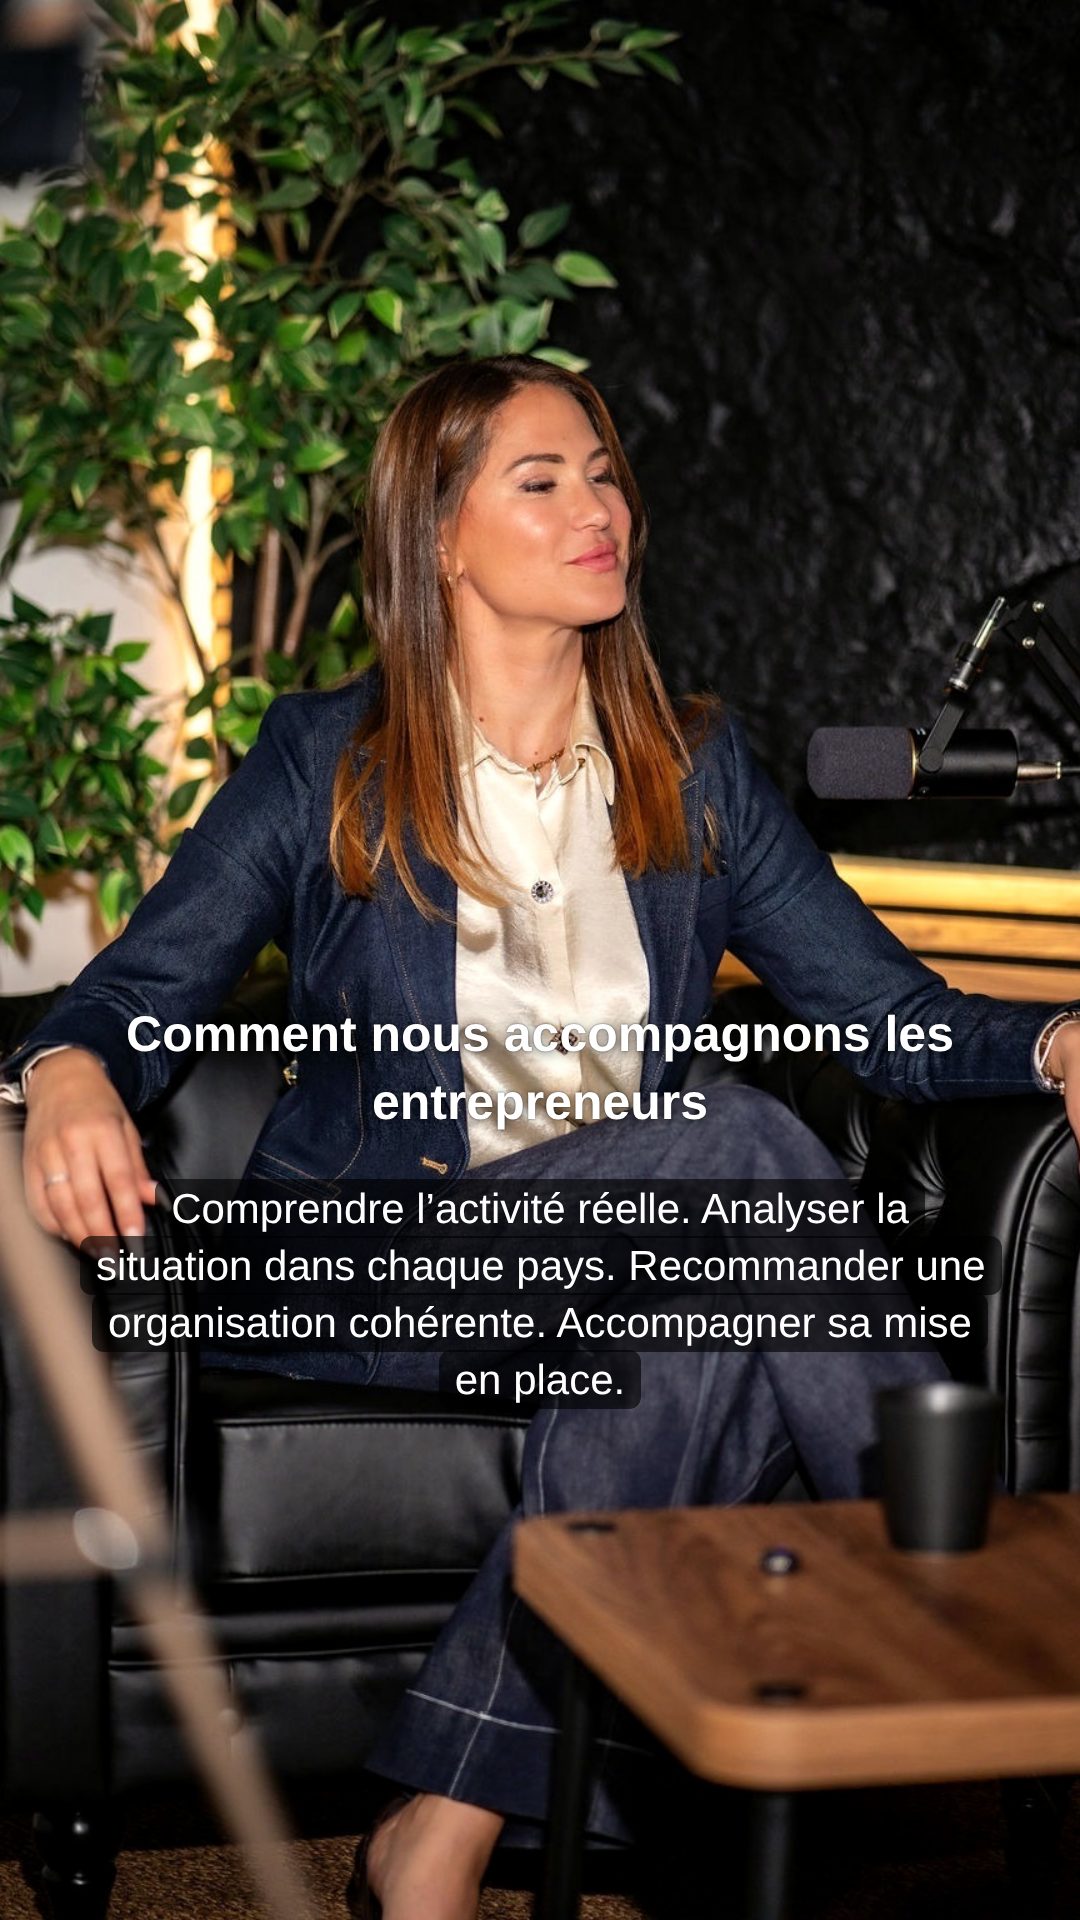 Comment nous accompagnons les
entrepreneurs
Comprendre l’activité réelle. Analyser la
situation dans chaque pays. Recommander une
organisation cohérente. Accompagner sa mise
en place.